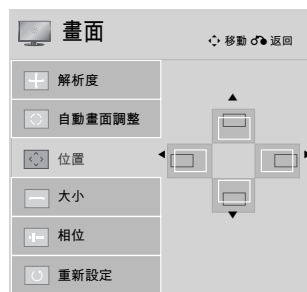 畫面
移動 返回
解析度
自動畫面調整
位置
大小
相位
重新設定